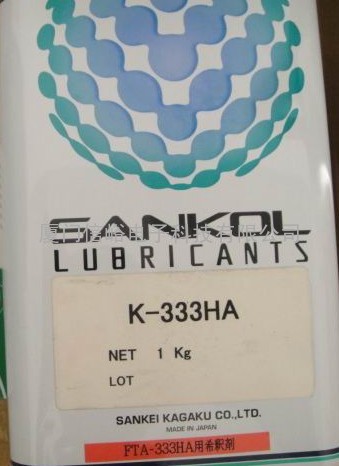 SANKOL
LUBRICANTS
K-333HA
NET 1 Kg
LOT
SANKEI KAGAKU CO.,LTD.
MADE IN JAPAN
FTA-333HA用希釈剤